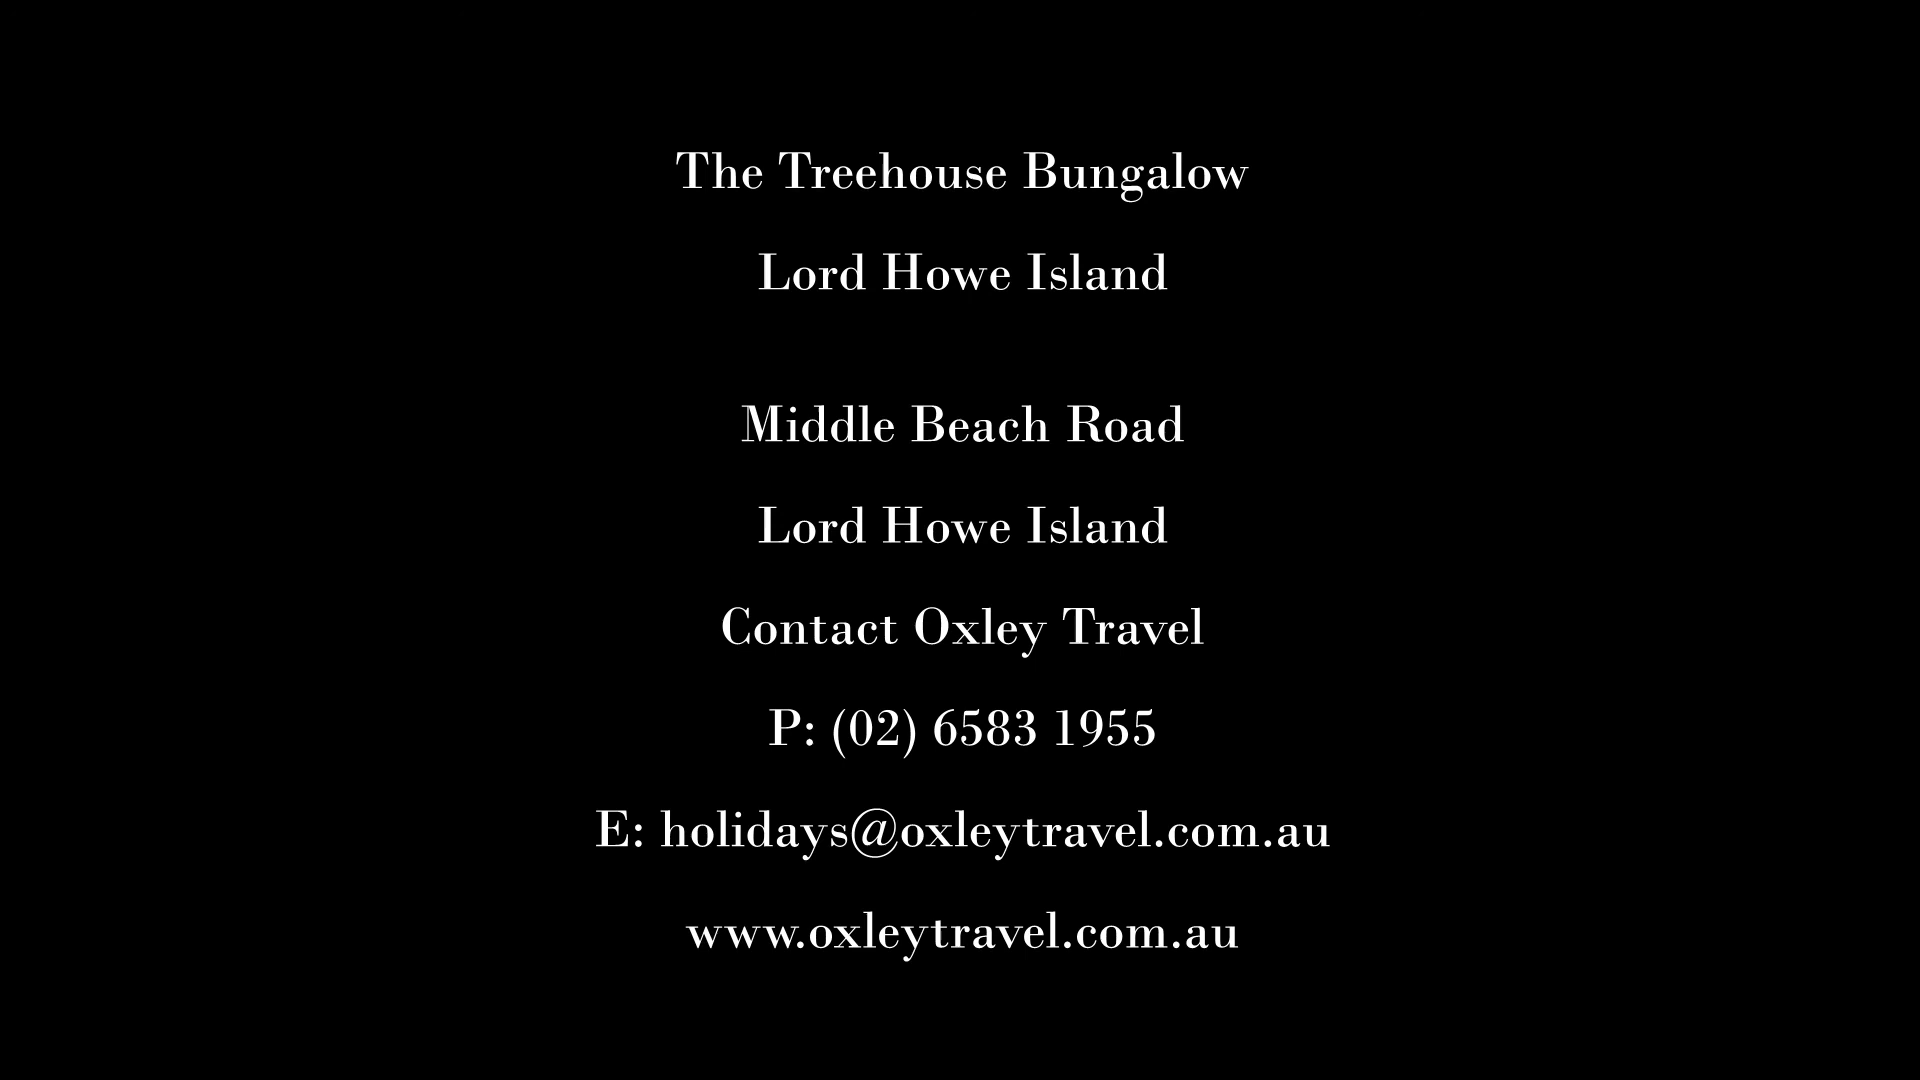 The Treehouse Bungalow
Lord Howe Island
Middle Beach Road
Lord Howe Island
Contact Oxley Travel
P: (02) 6583 1955
E: holidays@oxleytravel.com.au
www.oxleytravel.com.au